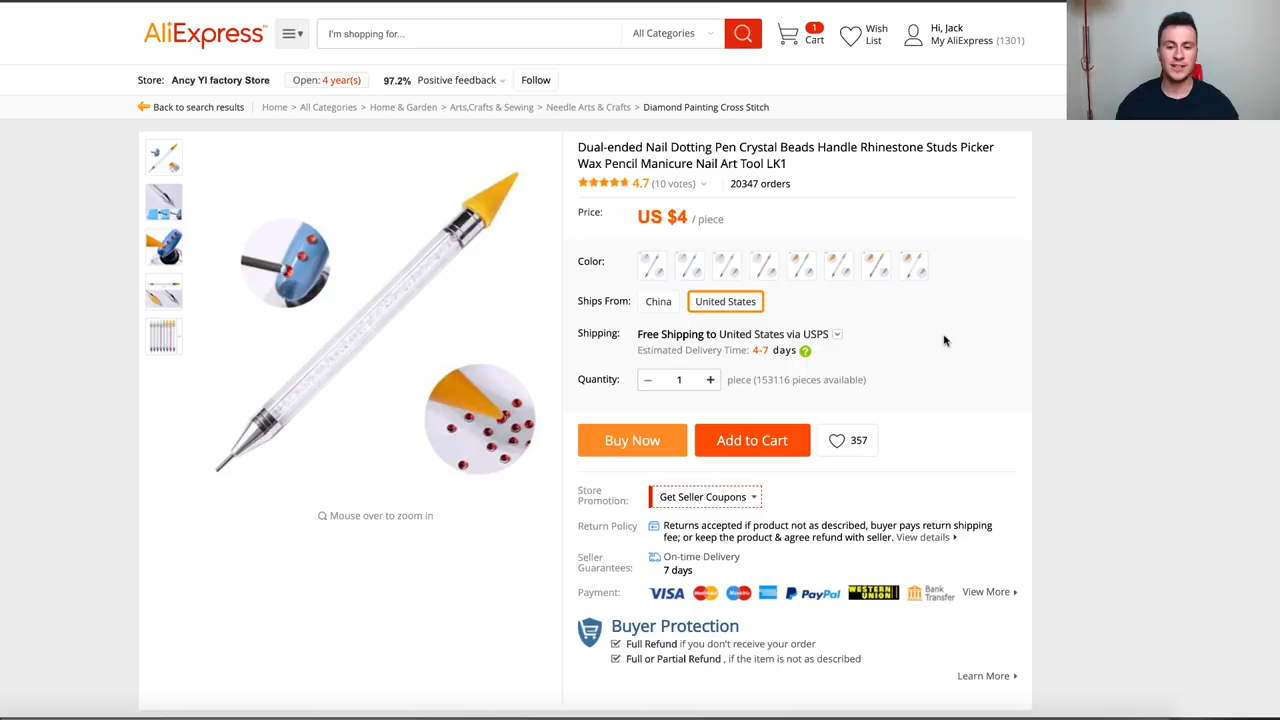 AliExpress™
I'm shopping for...
All Categories
1
Cart
Wish
List
Hi, Jack
My AliExpress (1301)
Store: Ancy YI factory Store
Open: 4 year(s)
97.2% Positive feedback
Follow
Back to search results
Home > All Categories > Home & Garden > Arts,Crafts & Sewing > Needle Arts & Crafts > Diamond Painting Cross Stitch
Dual-ended Nail Dotting Pen Crystal Beads Handle Rhinestone Studs Picker
Wax Pencil Manicure Nail Art Tool LK1
4.7 (10 votes)
20347 orders
Price: US $4 / piece
Color:
Ships From: China United States
Shipping: Free Shipping to United States via USPS
Estimated Delivery Time: 4-7 days ?
Quantity: − 1 + piece (153116 pieces available)
Buy Now
Add to Cart
357
Mouse over to zoom in
Store
Promotion:
Get Seller Coupons
Return Policy
Returns accepted if product not as described, buyer pays return shipping
fee; or keep the product & agree refund with seller. View details
Seller
Guarantees:
On-time Delivery
7 days
Payment: VISA MasterCard Maestro PayPal WESTERN UNION Bank Transfer View More
Buyer Protection
Full Refund if you don't receive your order
Full or Partial Refund , if the item is not as described
Learn More